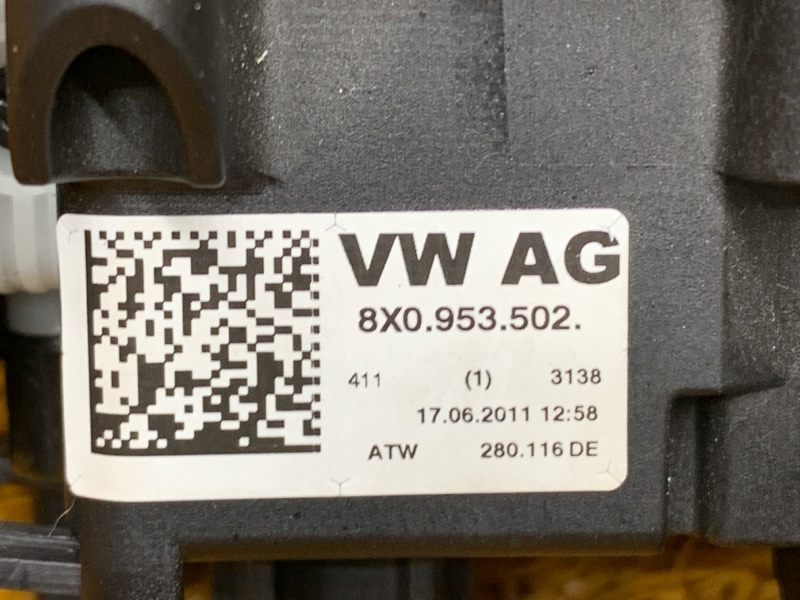 VW AG
8X0.953.502.
411 (1) 3138
17.06.2011 12:58
ATW 280.116 DE